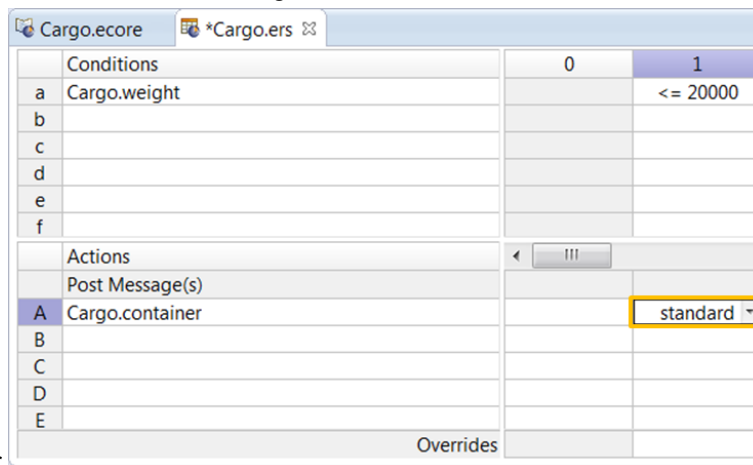 Cargo.ecore *Cargo.ers
Conditions 0 1
a Cargo.weight <= 20000
b
c
d
e
f
Actions
Post Message(s)
A Cargo.container standard
B
C
D
E
Overrides